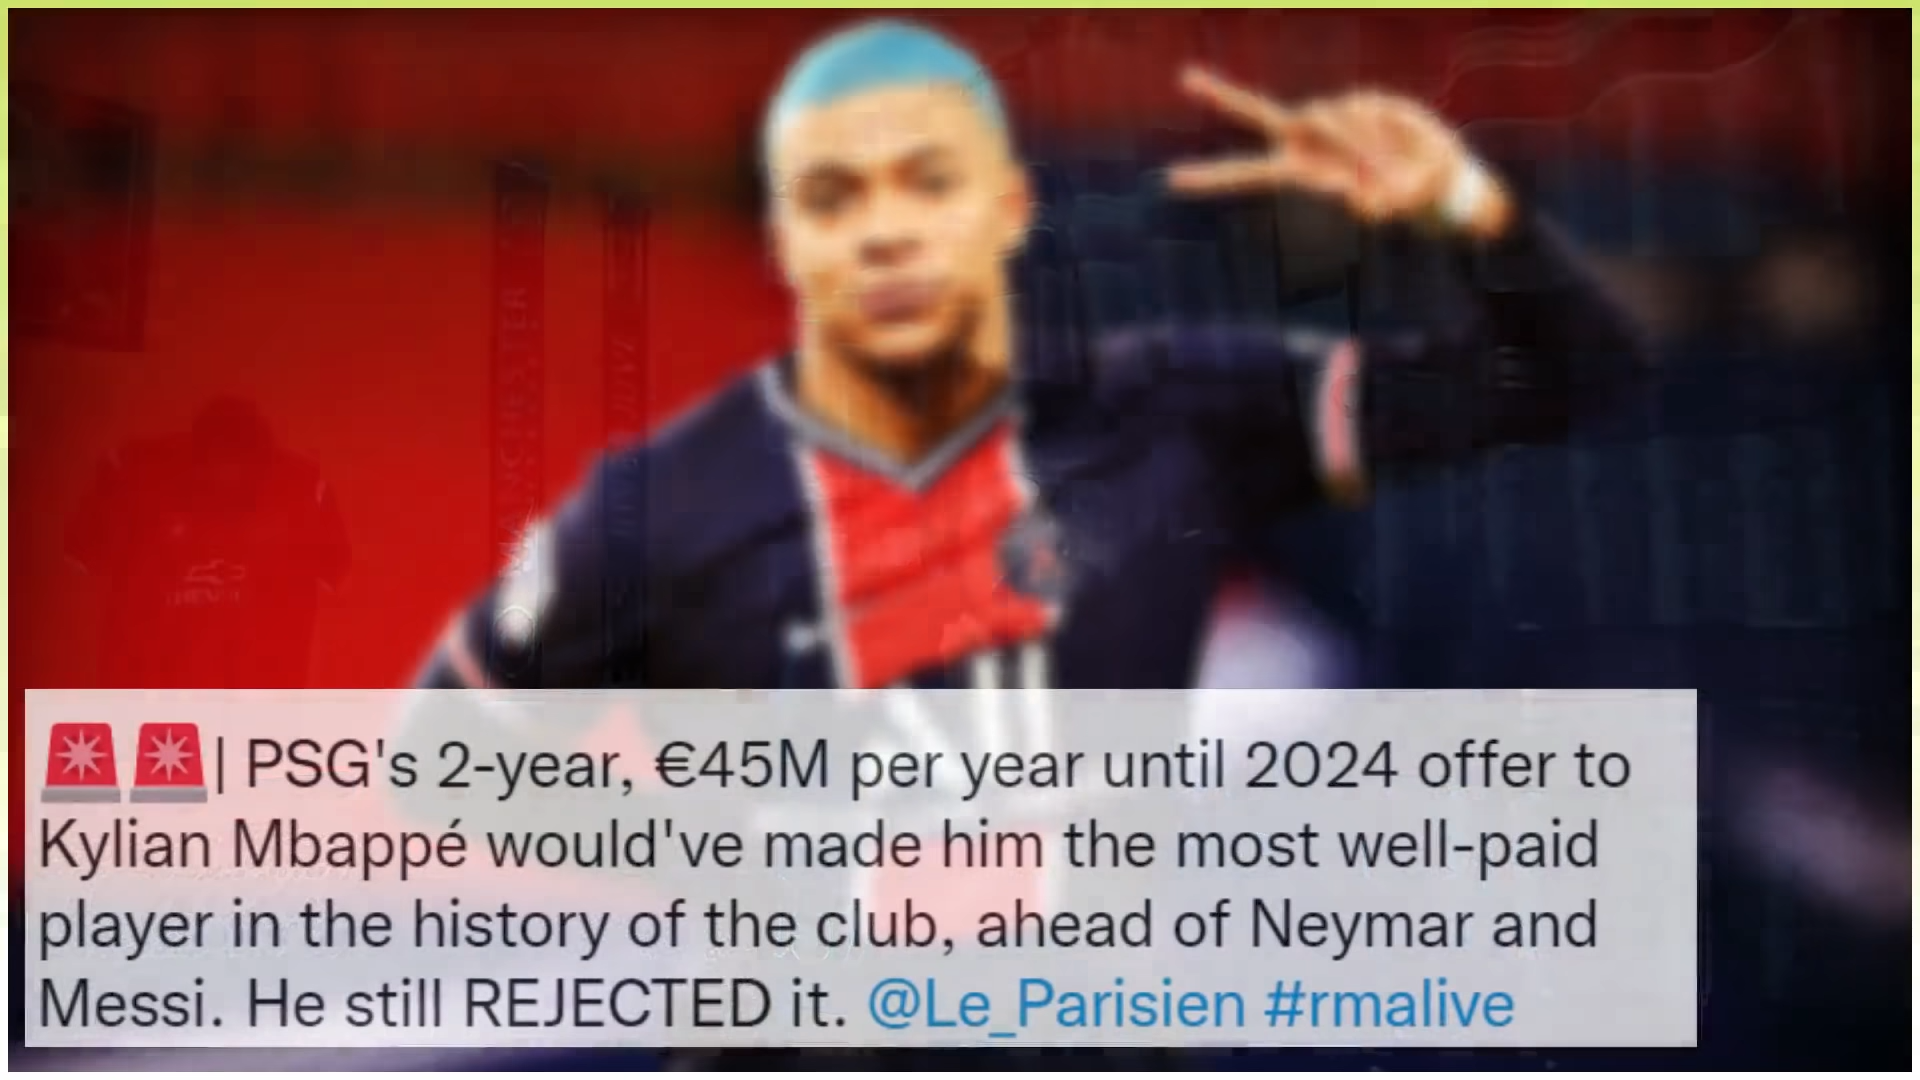 🚨🚨| PSG's 2-year, €45M per year until 2024 offer to
Kylian Mbappé would've made him the most well-paid
player in the history of the club, ahead of Neymar and
Messi. He still REJECTED it. @Le_Parisien #rmalive
MANCHESTER